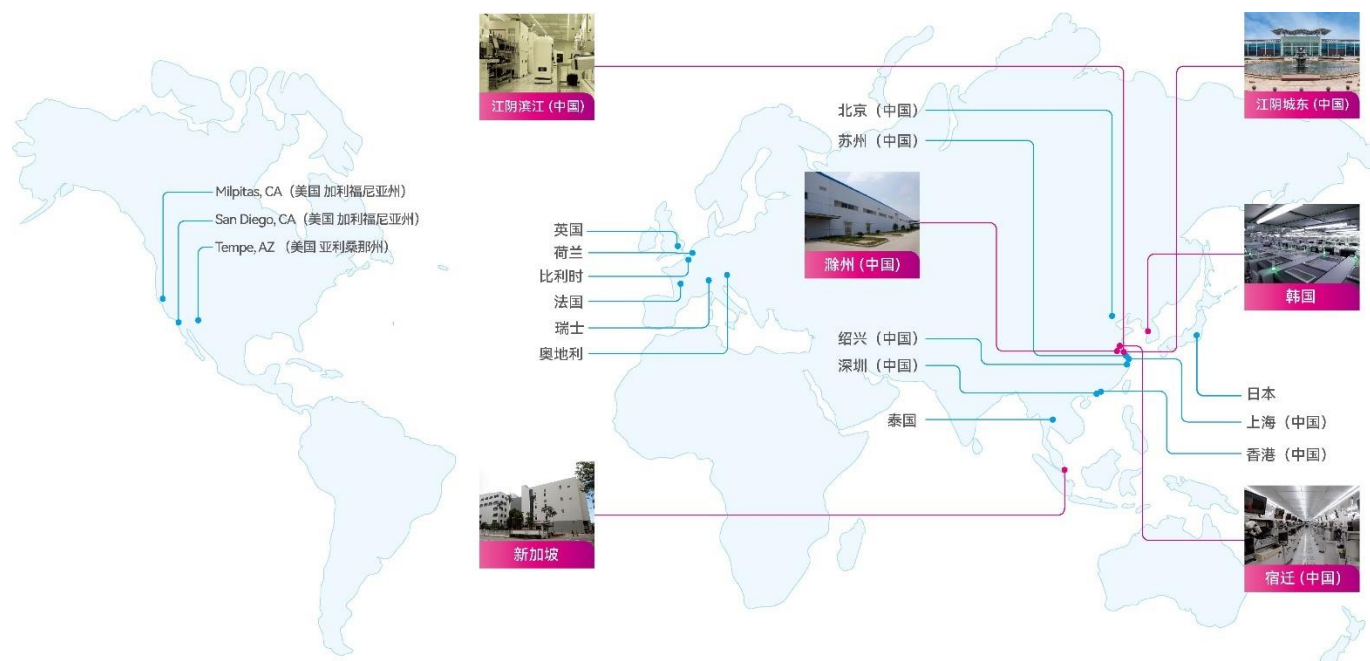 江阴滨江 (中国)
江阴城东 (中国)
北京（中国）
苏州（中国）
Milpitas, CA（美国 加利福尼亚州）
San Diego, CA（美国 加利福尼亚州）
Tempe, AZ （美国 亚利桑那州）
英国
荷兰
比利时
法国
瑞士
奥地利
滁州 (中国)
韩国
绍兴（中国）
深圳（中国）
泰国
日本
上海（中国）
香港（中国）
新加坡
宿迁 (中国)